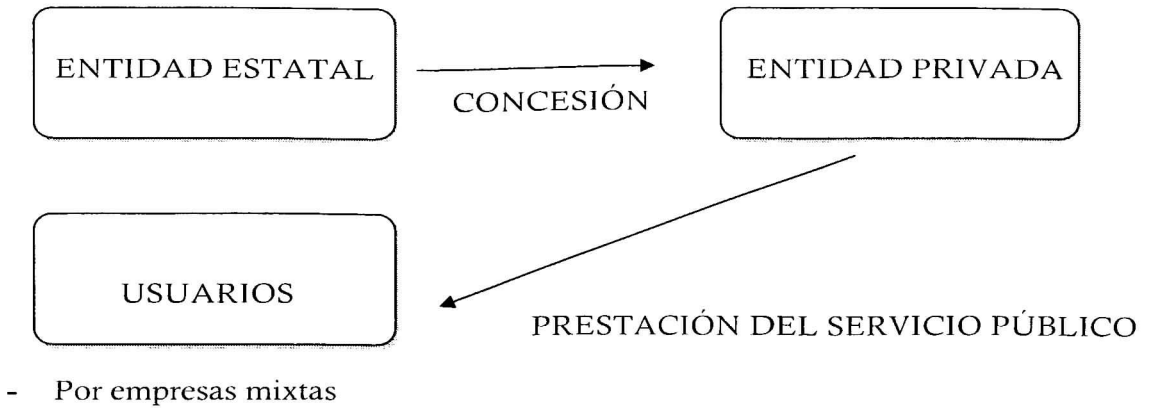 ENTIDAD ESTATAL
CONCESIÓN
ENTIDAD PRIVADA
USUARIOS
PRESTACIÓN DEL SERVICIO PÚBLICO
- Por empresas mixtas